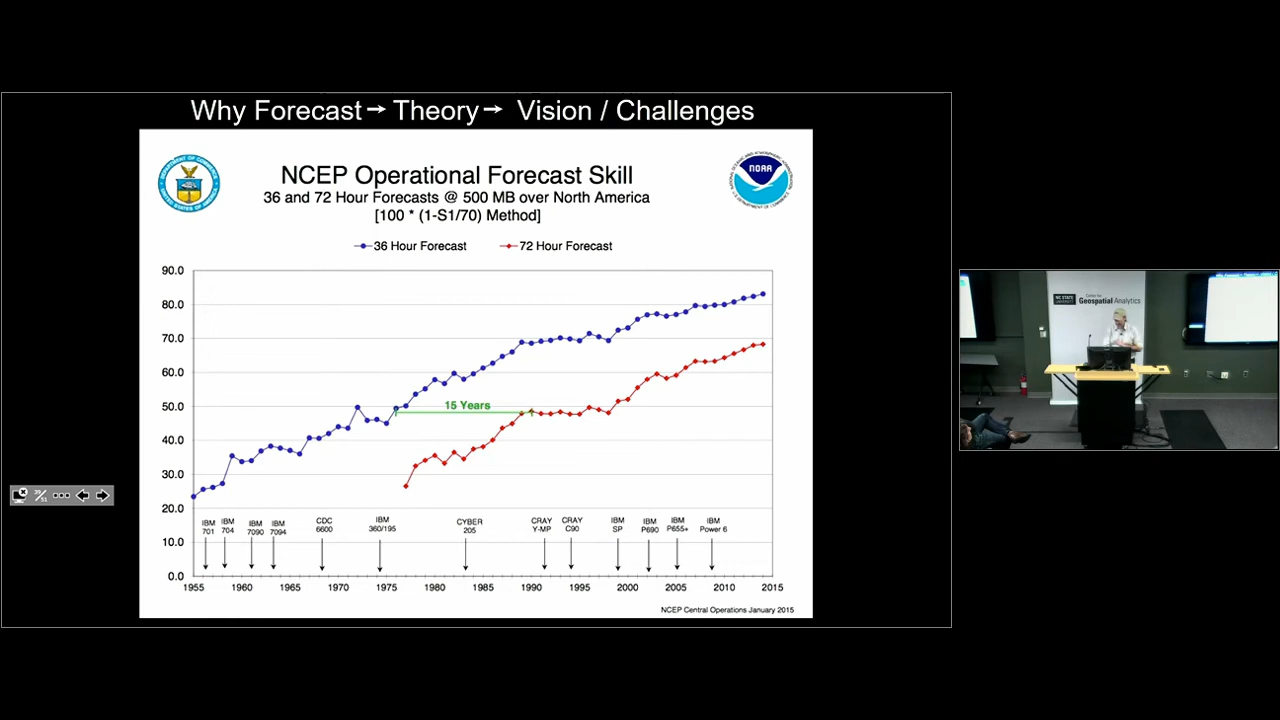 Why Forecast → Theory → Vision / Challenges
NCEP Operational Forecast Skill
36 and 72 Hour Forecasts @ 500 MB over North America
[100 * (1-S1/70) Method]
36 Hour Forecast
72 Hour Forecast
NOAA
90.0
80.0
70.0
60.0
50.0
40.0
30.0
20.0
10.0
0.0
15 Years
IBM
701
IBM
704
IBM
7090
IBM
7094
CDC
6600
IBM
360/195
CYBER
205
CRAY
Y-MP
CRAY
C90
IBM
SP
IBM
P690
IBM
P655+
IBM
Power 6
1955 1960 1965 1970 1975 1980 1985 1990 1995 2000 2005 2010 2015
NCEP Central Operations January 2015
NC STATE
Center for
Geospatial Analytics